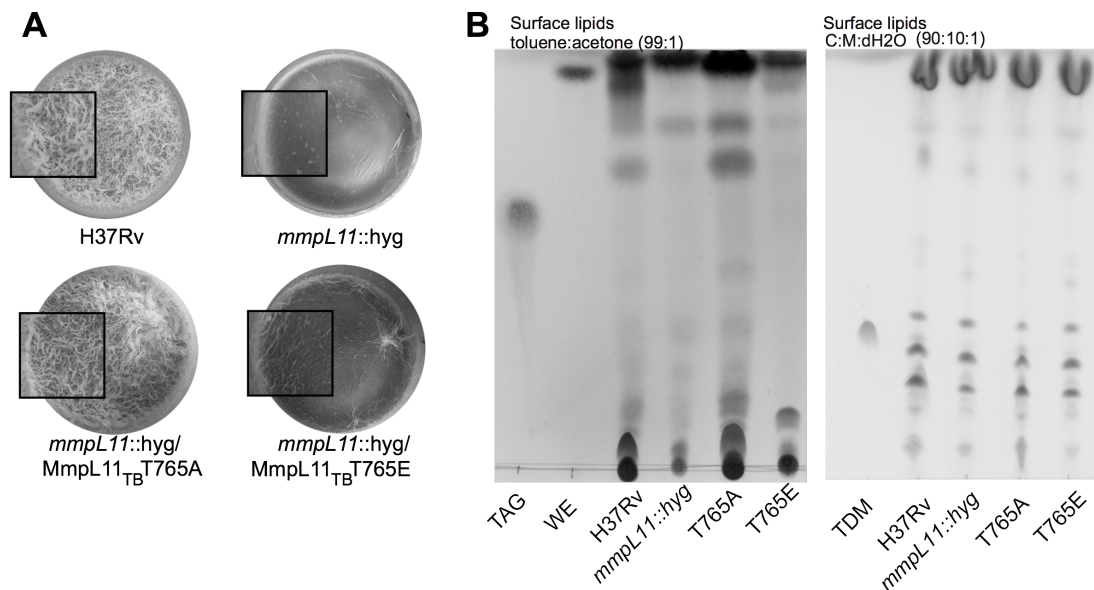 A
H37Rv
mmpL11::hyg
mmpL11::hyg/
MmpL11TBT765A
mmpL11::hyg/
MmpL11TBT765E
B
Surface lipids
toluene:acetone (99:1)
TAG
WE
H37Rv
mmpL11::hyg
T765A
T765E
Surface lipids
C:M:dH2O (90:10:1)
TDM
H37Rv
mmpL11::hyg
T765A
T765E